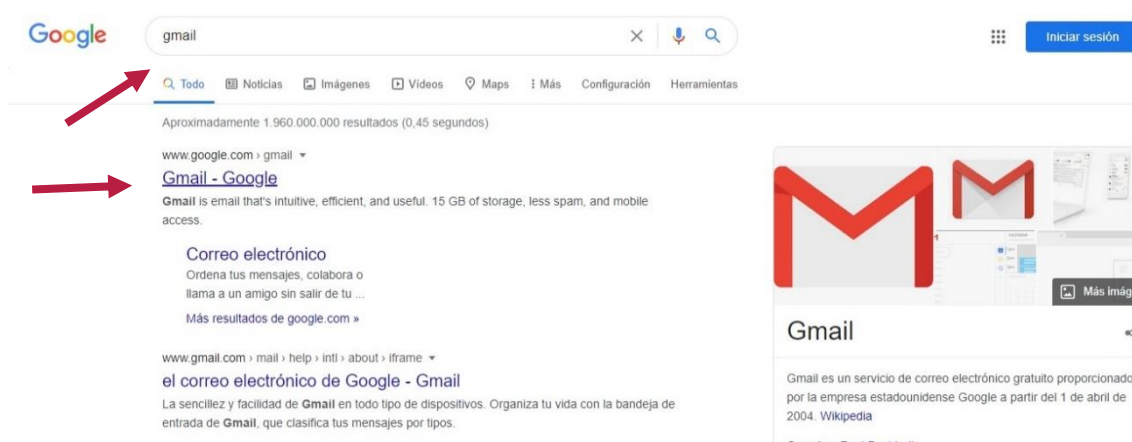 Google
gmail
Iniciar sesión
Todo Noticias Imágenes Vídeos Maps Más Configuración Herramientas
Aproximadamente 1.960.000.000 resultados (0,45 segundos)
www.google.com › gmail
Gmail - Google
Gmail is email that's intuitive, efficient, and useful. 15 GB of storage, less spam, and mobile
access.
Correo electrónico
Ordena tus mensajes, colabora o
llama a un amigo sin salir de tu ...
Más resultados de google.com »
www.gmail.com › mail › help › intl › about › iframe
el correo electrónico de Google - Gmail
La sencillez y facilidad de Gmail en todo tipo de dispositivos. Organiza tu vida con la bandeja de
entrada de Gmail, que clasifica tus mensajes por tipos.
Más imág
Gmail
Gmail es un servicio de correo electrónico gratuito proporcionado
por la empresa estadounidense Google a partir del 1 de abril de
2004. Wikipedia